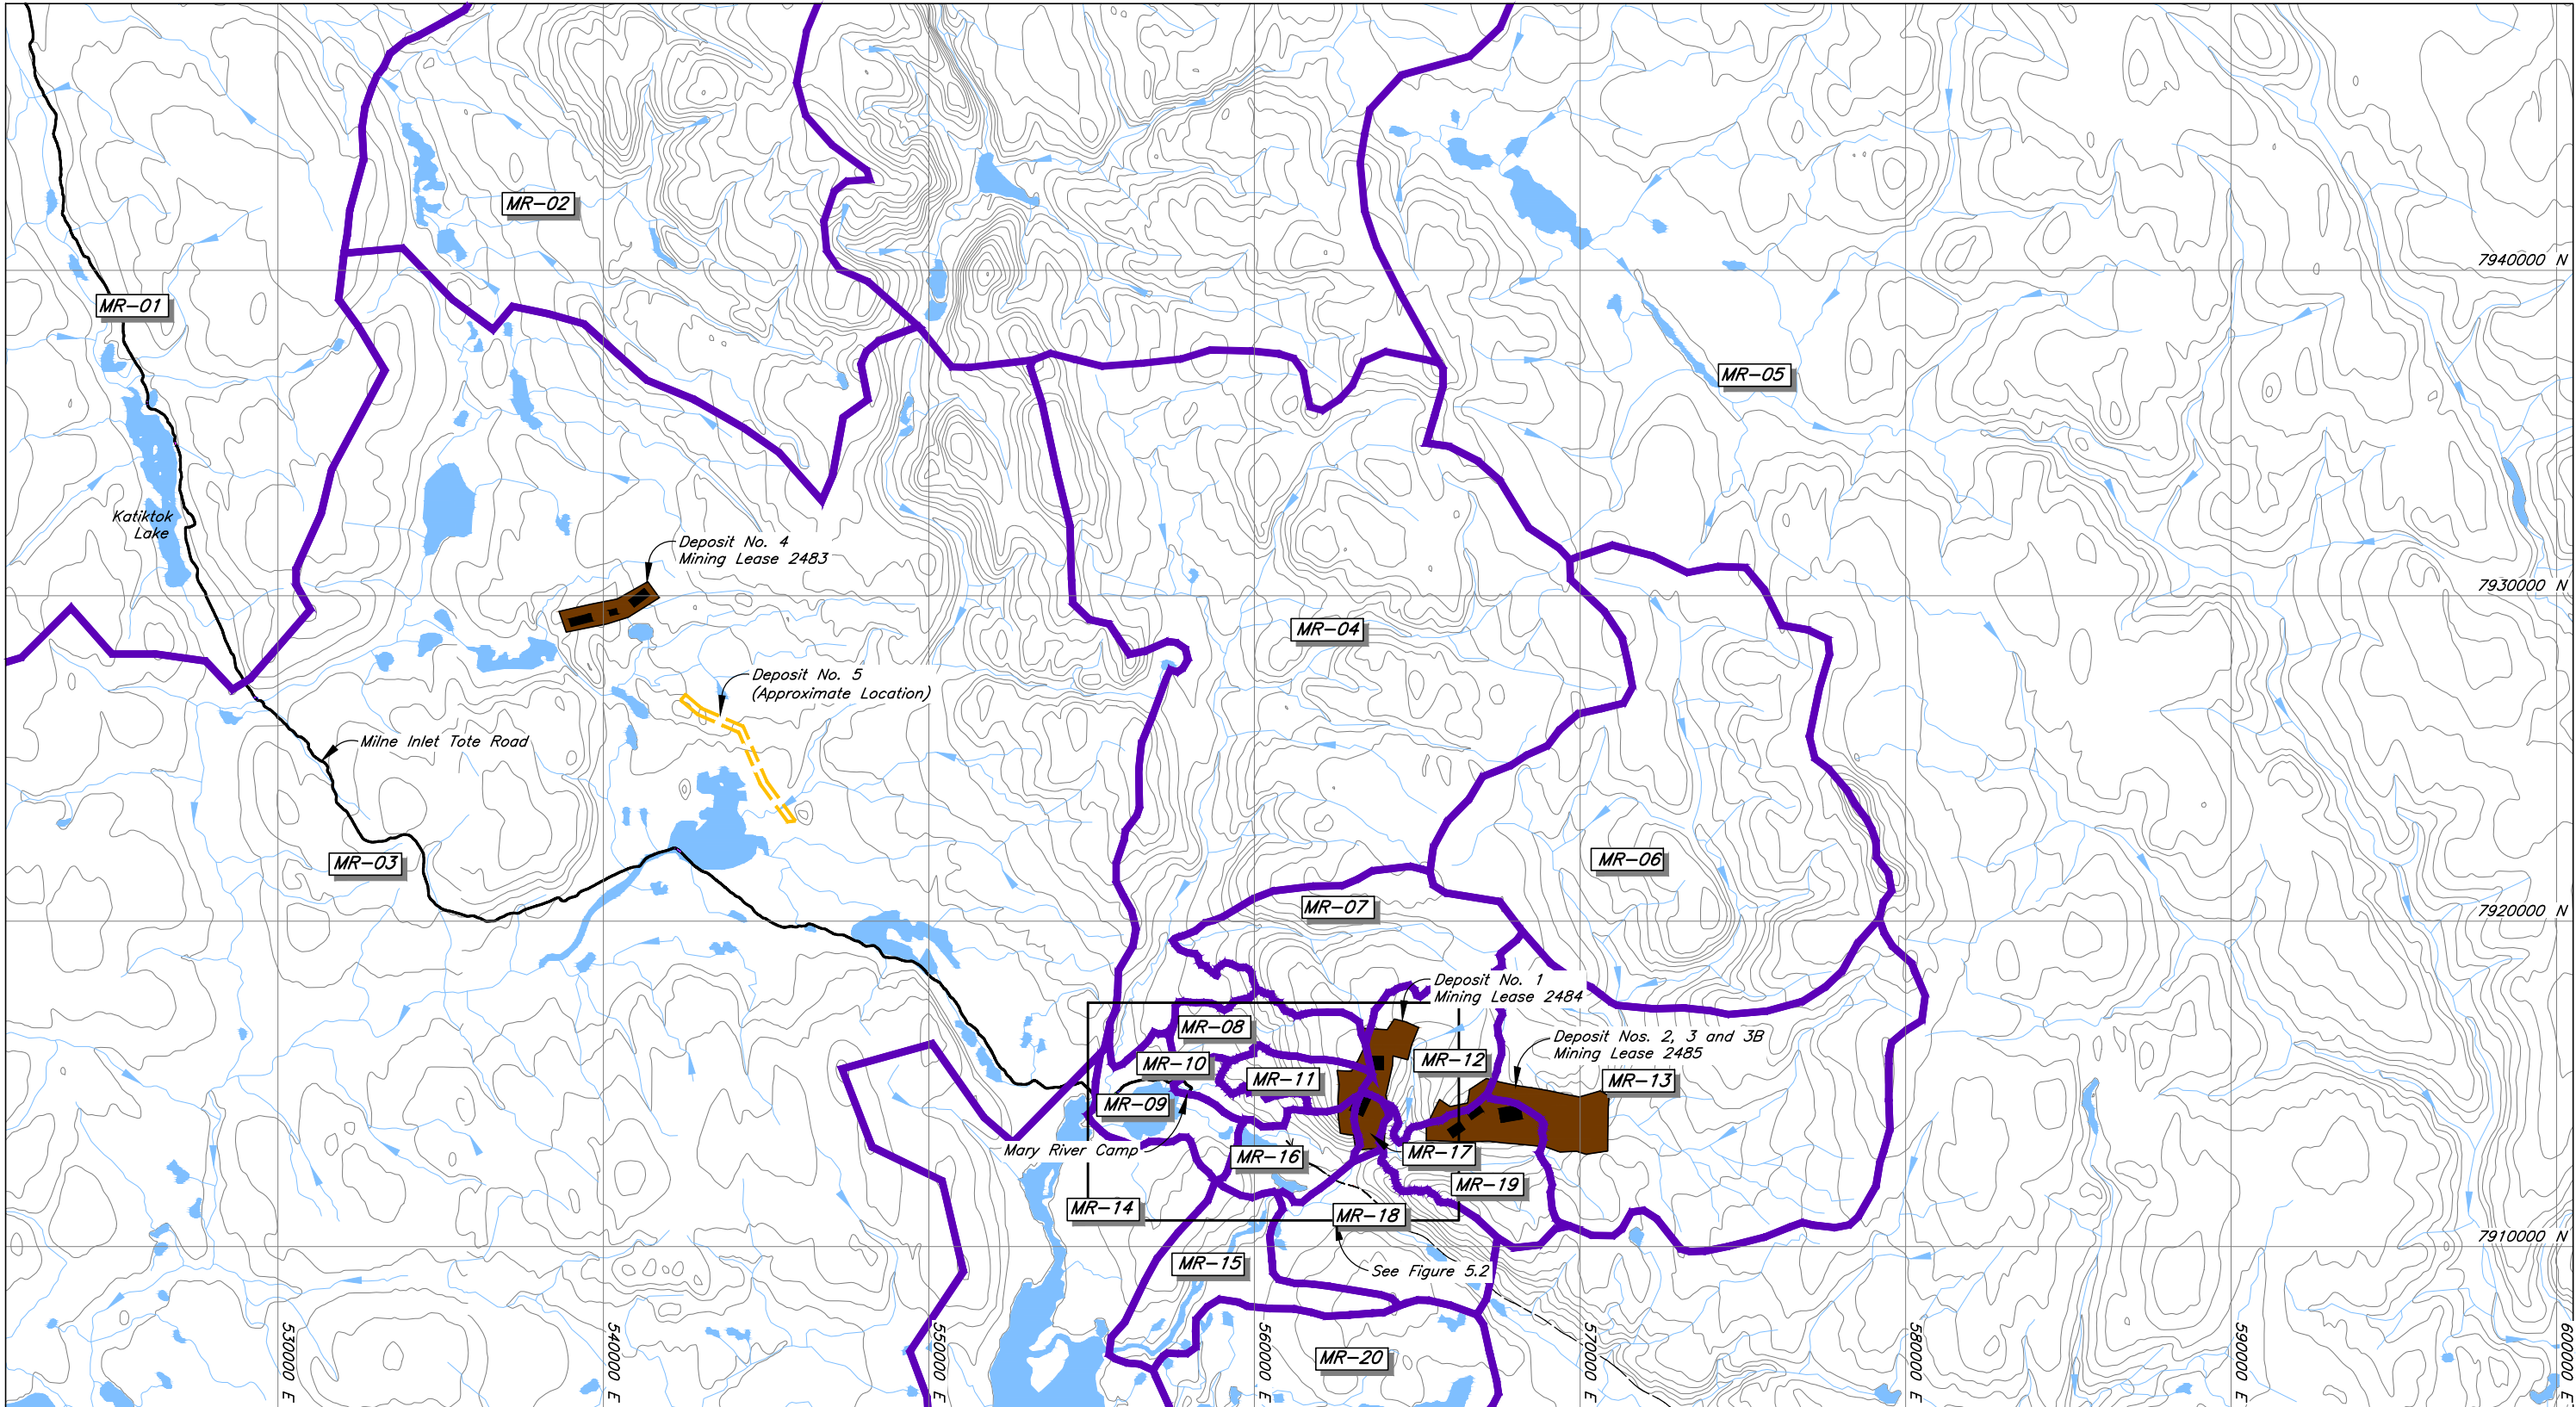 MR-02
7940000 N
MR-01
MR-05
Katiktok
Lake
Deposit No. 4
Mining Lease 2483
7930000 N
MR-04
Deposit No. 5
(Approximate Location)
Milne Inlet Tote Road
MR-03
MR-06
MR-07
7920000 N
Deposit No. 1
Mining Lease 2484
MR-08
Deposit Nos. 2, 3 and 3B
Mining Lease 2485
MR-10
MR-12
MR-11
MR-13
MR-09
Mary River Camp
MR-16
MR-17
MR-19
MR-14
MR-18
7910000 N
MR-15
See Figure 5.2
MR-20
530000 E
540000 E
550000 E
560000 E
570000 E
580000 E
590000 E
600000 E